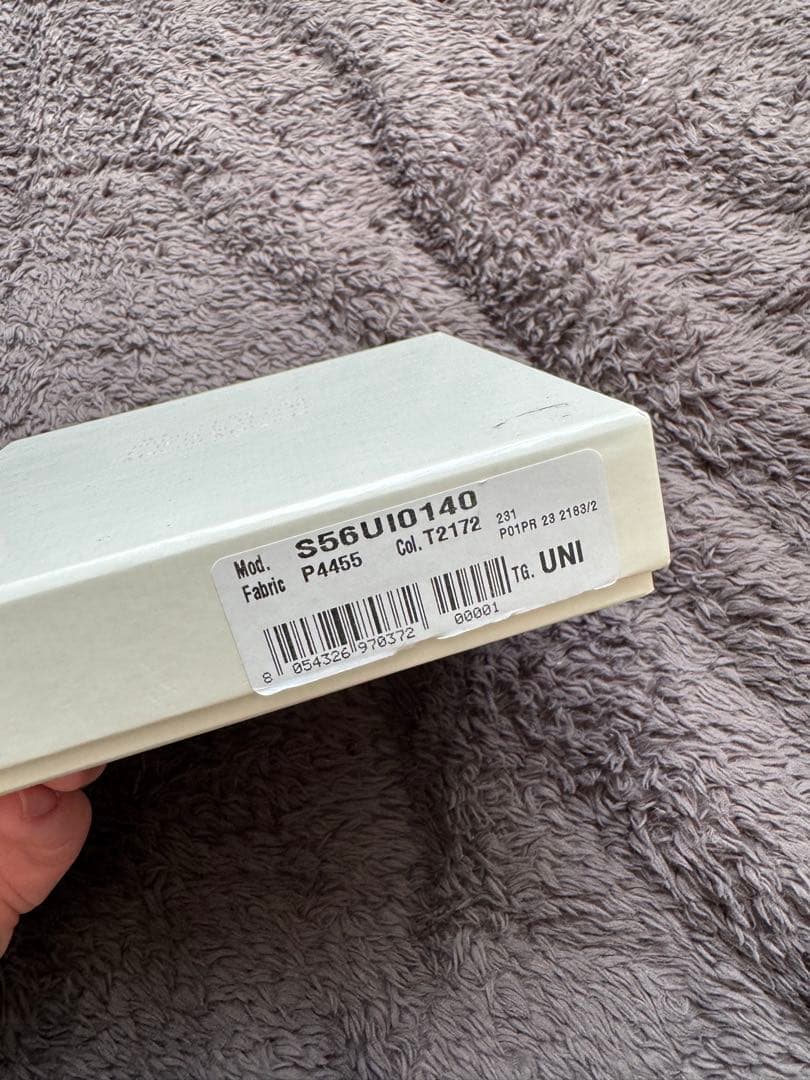 Mod. S56UI0140
Fabric P4455 Col. T2172 231
P01PR 23 2183/2
8 054326 970372 00001 TG. UNI